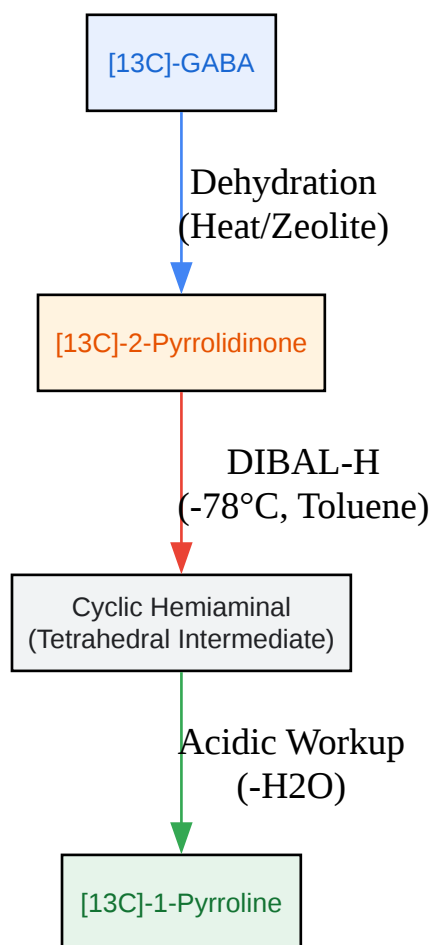 [13C]-GABA
Dehydration
(Heat/Zeolite)
[13C]-2-Pyrrolidinone
DIBAL-H
(-78°C, Toluene)
Cyclic Hemiaminal
(Tetrahedral Intermediate)
Acidic Workup
(-H2O)
[13C]-1-Pyrroline